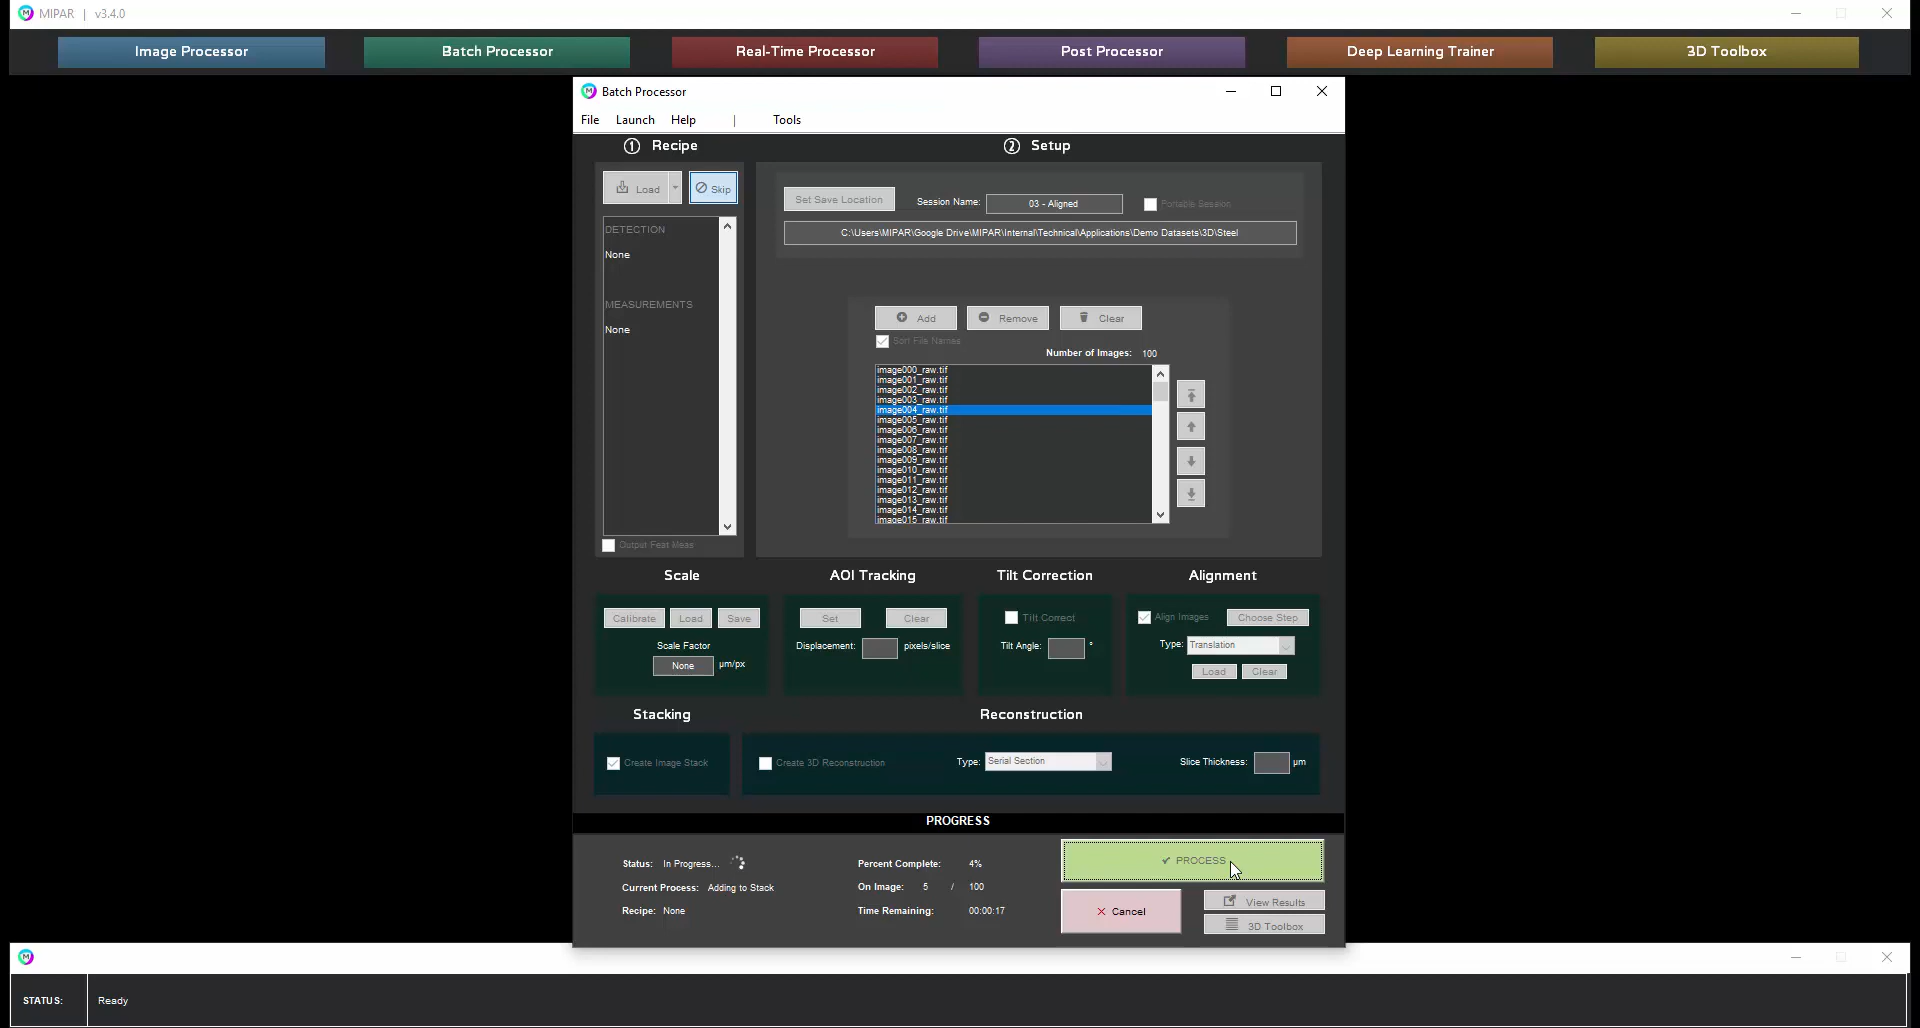 MIPAR | v3.4.0
Image Processor
Batch Processor
Real-Time Processor
Post Processor
Deep Learning Trainer
3D Toolbox
Batch Processor
File Launch Help | Tools
1 Recipe
2 Setup
Load
Skip
DETECTION
None
MEASUREMENTS
None
Output Feat Meas
Set Save Location
Session Name: 03 - Aligned
Portable Session
C:\Users\MIPAR\Google Drive\MIPAR\Internal\Technical\Applications\Demo Datasets\3D\Steel
Add
Remove
Clear
Sort File Names
Number of Images: 100
image000_raw.tif
image001_raw.tif
image002_raw.tif
image003_raw.tif
image004_raw.tif
image005_raw.tif
image006_raw.tif
image007_raw.tif
image008_raw.tif
image009_raw.tif
image010_raw.tif
image011_raw.tif
image012_raw.tif
image013_raw.tif
image014_raw.tif
image015_raw.tif
Scale
Calibrate Load Save
Scale Factor
None µm/px
AOI Tracking
Set Clear
Displacement: pixels/slice
Tilt Correction
Tilt Correct
Tilt Angle: °
Alignment
Align Images Choose Step
Type: Translation
Load Clear
Stacking
Create Image Stack
Reconstruction
Create 3D Reconstruction
Type: Serial Section
Slice Thickness: µm
PROGRESS
Status: In Progress...
Current Process: Adding to Stack
Recipe: None
Percent Complete: 4%
On Image: 5 / 100
Time Remaining: 00:00:17
PROCESS
Cancel
View Results
3D Toolbox
STATUS: Ready